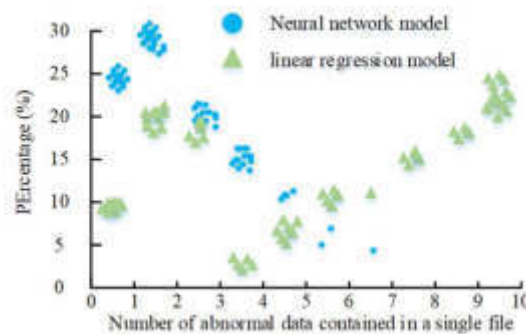 Neural network model
linear regression model
PErcentage (%)
30
25
20
15
10
5
0
0 1 2 3 4 5 6 7 8 9 10
Number of abnormal data contained in a single file